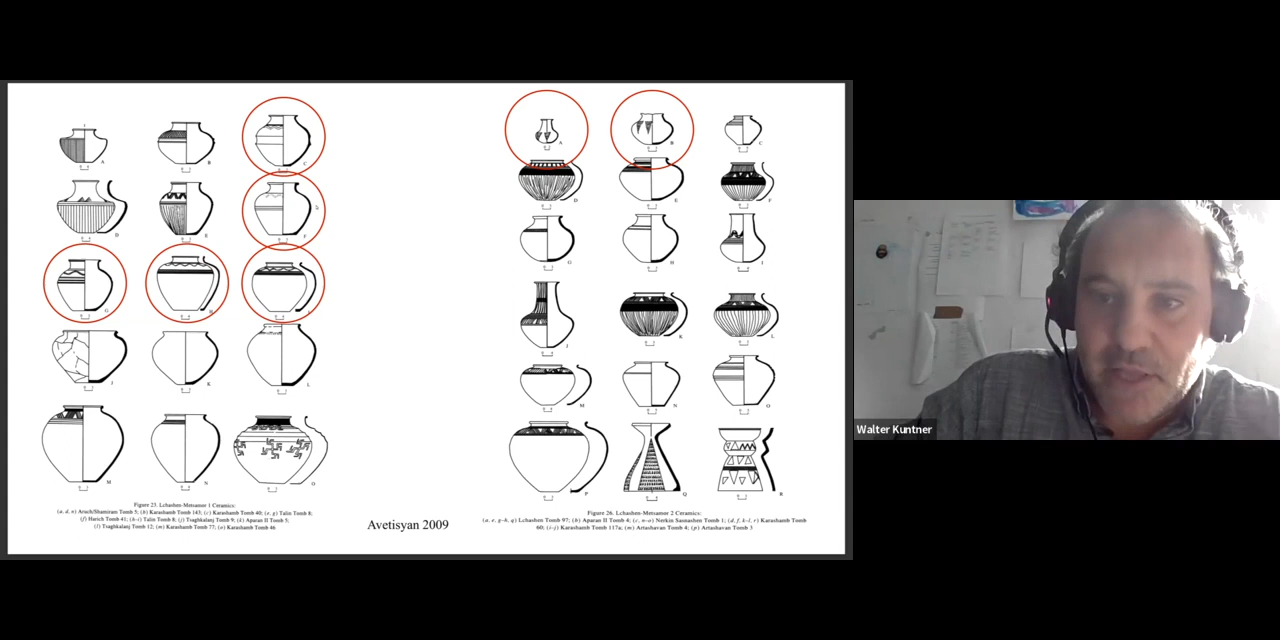 A
B
C
D
E
F
G
H
J
K
L
M
N
O
Figure 23. Lchashen-Metsamor 1 Ceramics:
(a, d, n) Aruch/Shamiram Tomb 5; (b) Karashamb Tomb 143; (c) Karashamb Tomb 40; (e, g) Talin Tomb 8;
(f) Harich Tomb 41; (h-i) Talin Tomb 8; (j) Tsaghkalanj Tomb 9; (k) Aparan II Tomb 5;
(l) Tsaghkalanj Tomb 12; (m) Karashamb Tomb 77; (o) Karashamb Tomb 46
Avetisyan 2009
A
B
C
D
E
F
G
H
I
J
K
L
M
N
O
P
Q
R
Figure 26. Lchashen-Metsamor 2 Ceramics:
(a, e, g-h, q) Lchashen Tomb 97; (b) Aparan II Tomb 4; (c, n-o) Nerkin Sasnashen Tomb 1; (d, f, k-l, r) Karashamb Tomb
60; (i-j) Karashamb Tomb 117a; (m) Artashavan Tomb 4; (p) Artashavan Tomb 3
Walter Kuntner